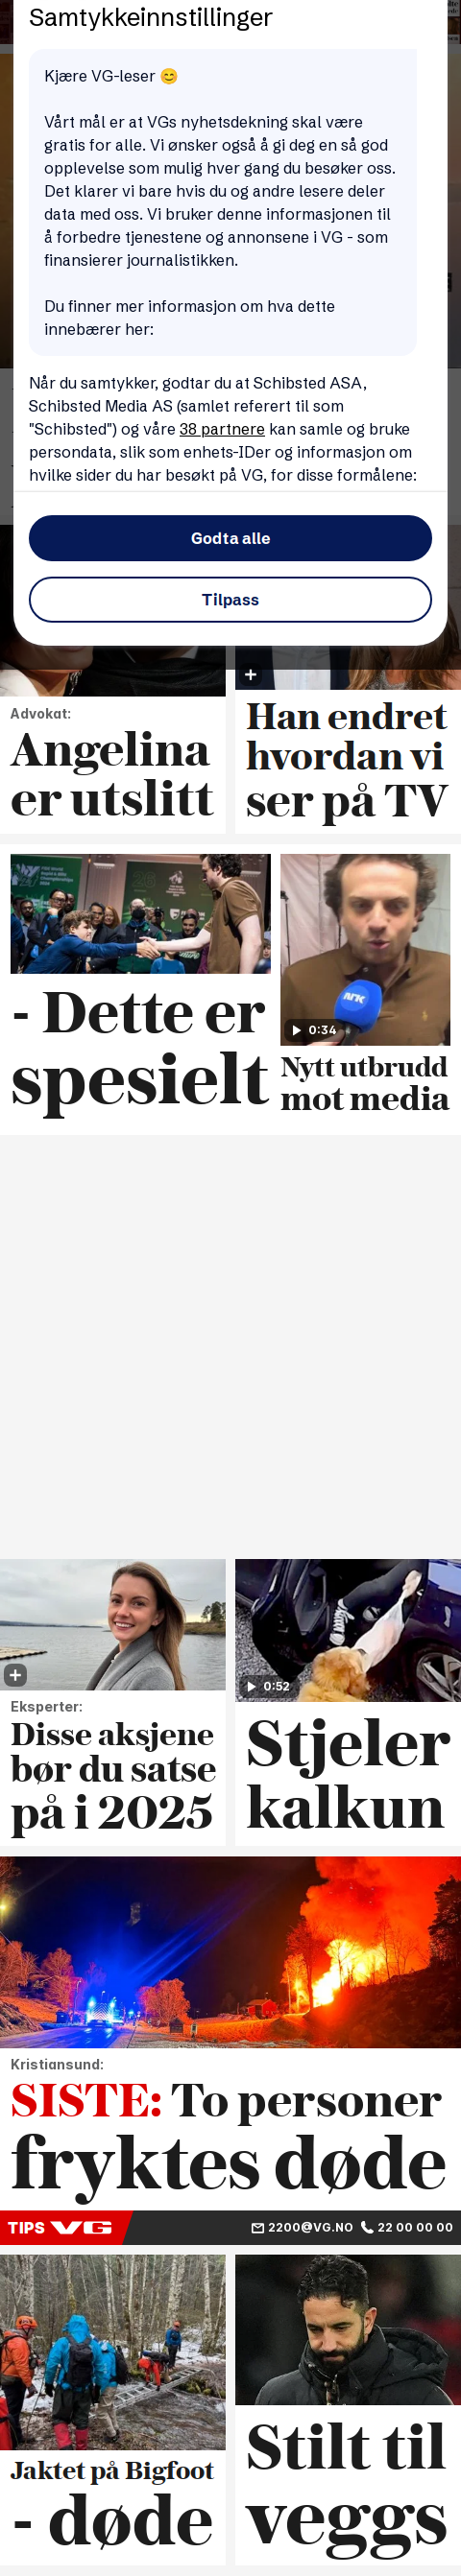 Samtykkeinnstillinger
Kjære VG-leser 😊
Vårt mål er at VGs nyhetsdekning skal være
gratis for alle. Vi ønsker også å gi deg en så god
opplevelse som mulig hver gang du besøker oss.
Det klarer vi bare hvis du og andre lesere deler
data med oss. Vi bruker denne informasjonen til
å forbedre tjenestene og annonsene i VG - som
finansierer journalistikken.
Du finner mer informasjon om hva dette
innebærer her:
Når du samtykker, godtar du at Schibsted ASA,
Schibsted Media AS (samlet referert til som
"Schibsted") og våre 38 partnere kan samle og bruke
persondata, slik som enhets-IDer og informasjon om
hvilke sider du har besøkt på VG, for disse formålene:
Godta alle
Tilpass
Advokat:
Angelina
er utslitt
Han endret
hvordan vi
ser på TV
- Dette er
spesielt
NRK
0:34
Nytt utbrudd
mot media
Eksperter:
Disse aksjene
bør du satse
på i 2025
0:52
Stjeler
kalkun
Kristiansund:
SISTE: To personer
fryktes døde
TIPS VG
2200@VG.NO 22 00 00 00
Jaktet på Bigfoot
- døde
Stilt til
veggs